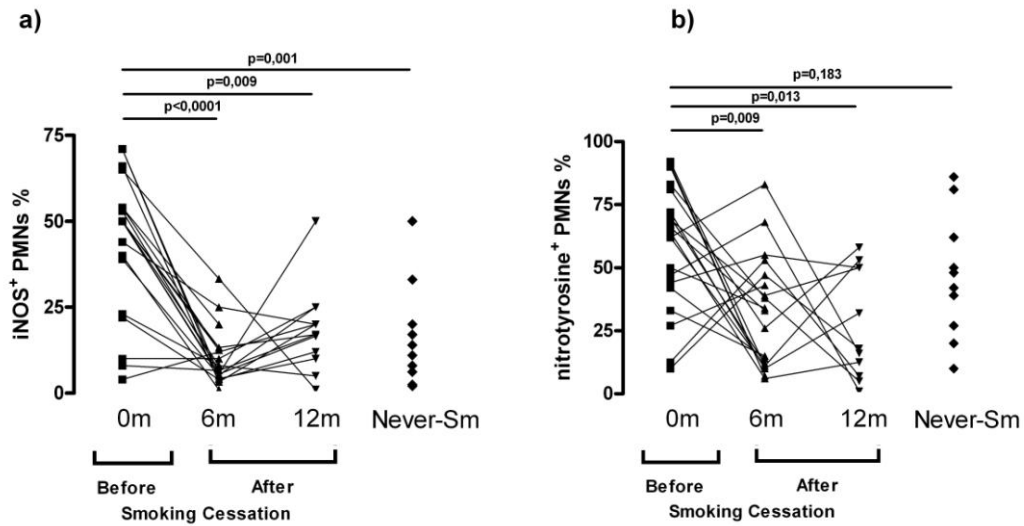 a)
p=0,001
p=0,009
p<0,0001
75
50
25
0
iNOS+ PMNs %
0m 6m 12m Never-Sm
Before After
Smoking Cessation
b)
p=0,183
p=0,013
p=0,009
100
75
50
25
0
nitrotyrosine+ PMNs %
0m 6m 12m Never-Sm
Before After
Smoking Cessation